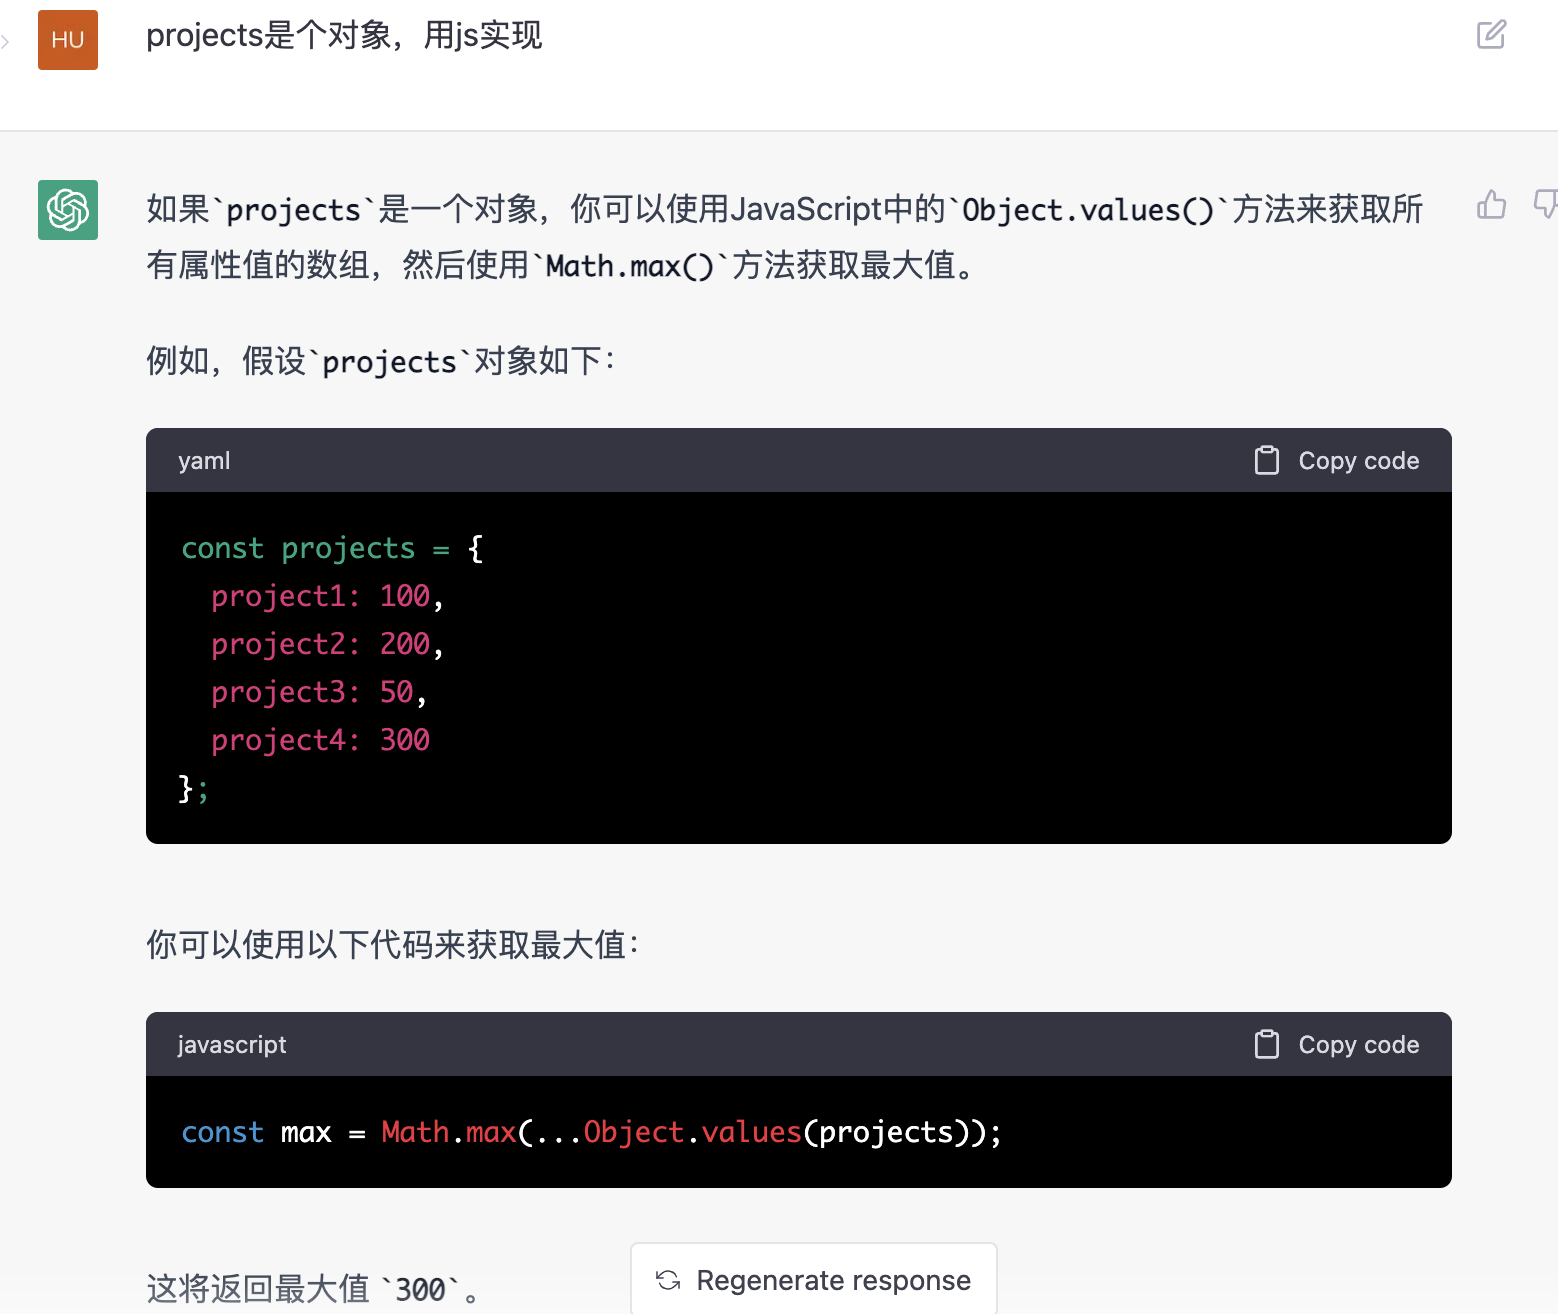 HU
projects是个对象，用js实现
如果`projects`是一个对象，你可以使用JavaScript中的`Object.values()`方法来获取所
有属性值的数组，然后使用`Math.max()`方法获取最大值。
例如，假设`projects`对象如下：
yaml
Copy code
const projects = {
  project1: 100,
  project2: 200,
  project3: 50,
  project4: 300
};
你可以使用以下代码来获取最大值：
javascript
Copy code
const max = Math.max(...Object.values(projects));
这将返回最大值 `300`。
Regenerate response